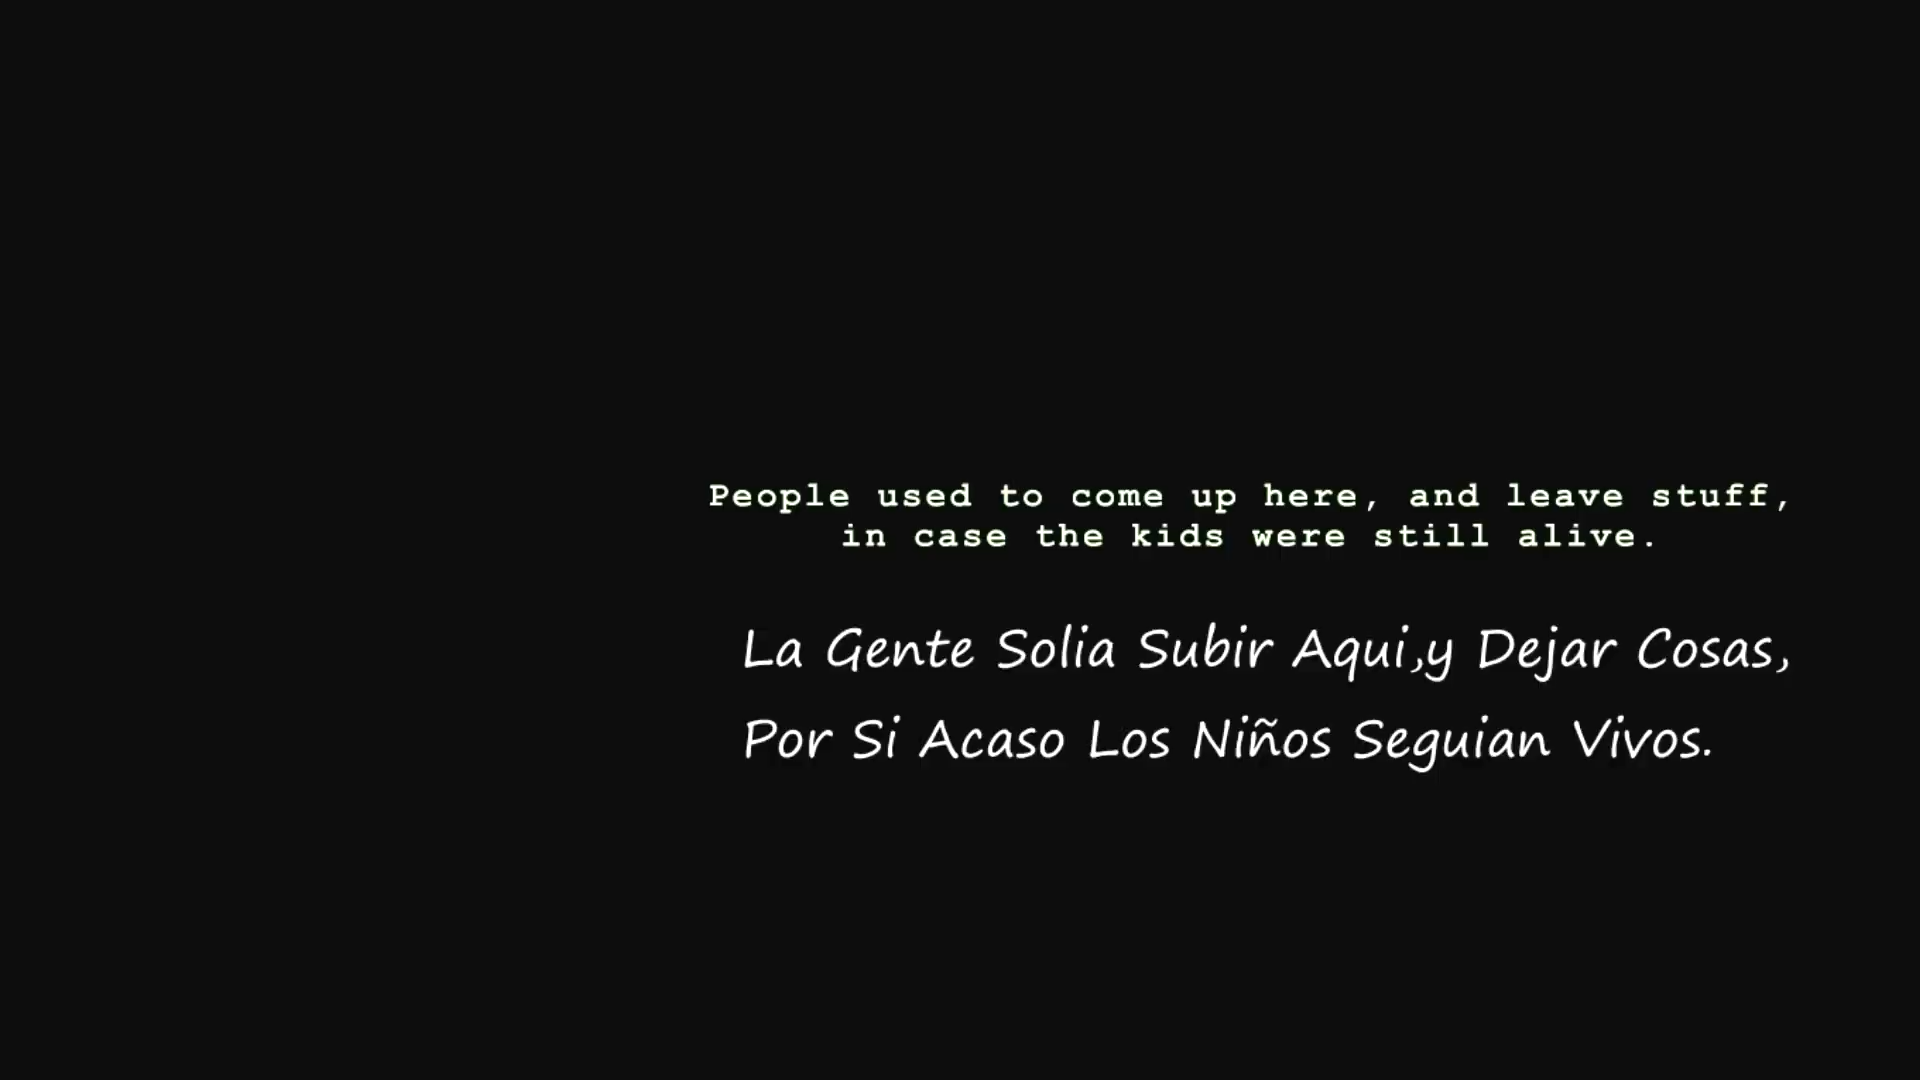 People used to come up here, and leave stuff,
in case the kids were still alive.
La Gente Solia Subir Aqui,y Dejar Cosas,
Por Si Acaso Los Niños Seguian Vivos.